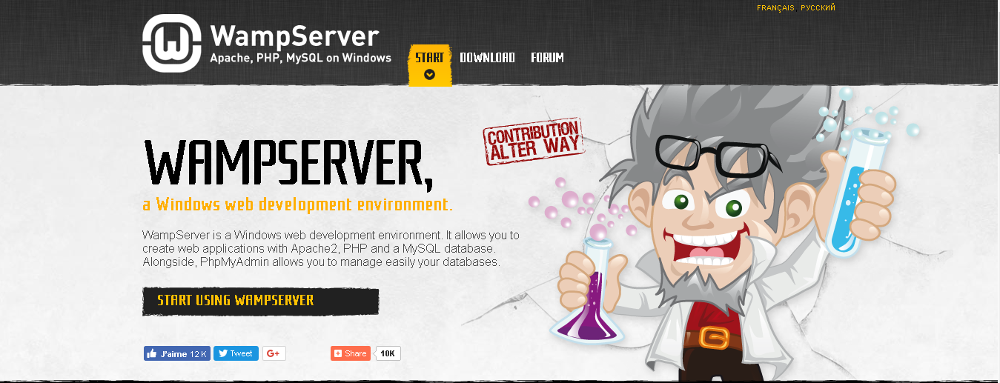 FRANÇAIS РУССКИЙ
WampServer
Apache, PHP, MySQL on Windows
START DOWNLOAD FORUM
CONTRIBUTION
ALTER WAY
WAMPSERVER,
a Windows web development environment.
WampServer is a Windows web development environment. It allows you to
create web applications with Apache2, PHP and a MySQL database.
Alongside, PhpMyAdmin allows you to manage easily your databases.
START USING WAMPSERVER
J'aime 12 K Tweet G+ Share 10K